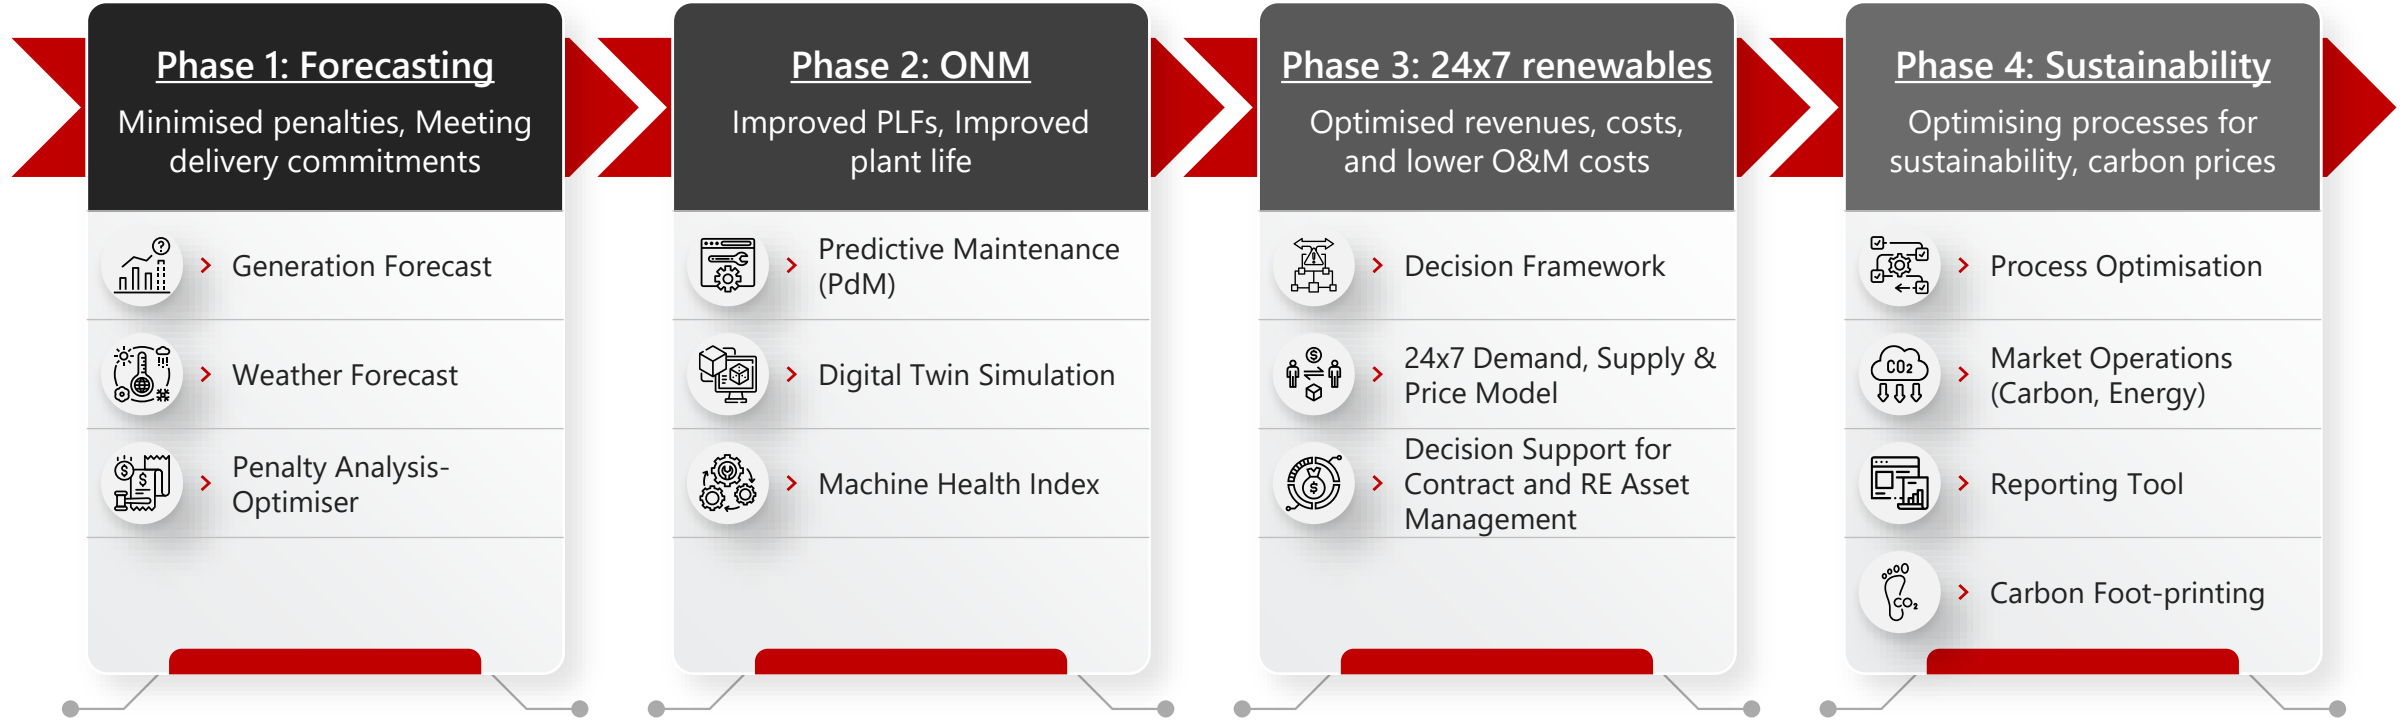 Phase 1: Forecasting
Minimised penalties, Meeting
delivery commitments
Generation Forecast
Weather Forecast
Penalty Analysis-
Optimiser
Phase 2: ONM
Improved PLFs, Improved
plant life
Predictive Maintenance
(PdM)
Digital Twin Simulation
Machine Health Index
Phase 3: 24x7 renewables
Optimised revenues, costs,
and lower O&M costs
Decision Framework
24x7 Demand, Supply &
Price Model
Decision Support for
Contract and RE Asset
Management
Phase 4: Sustainability
Optimising processes for
sustainability, carbon prices
Process Optimisation
CO2
Market Operations
(Carbon, Energy)
Reporting Tool
CO2
Carbon Foot-printing